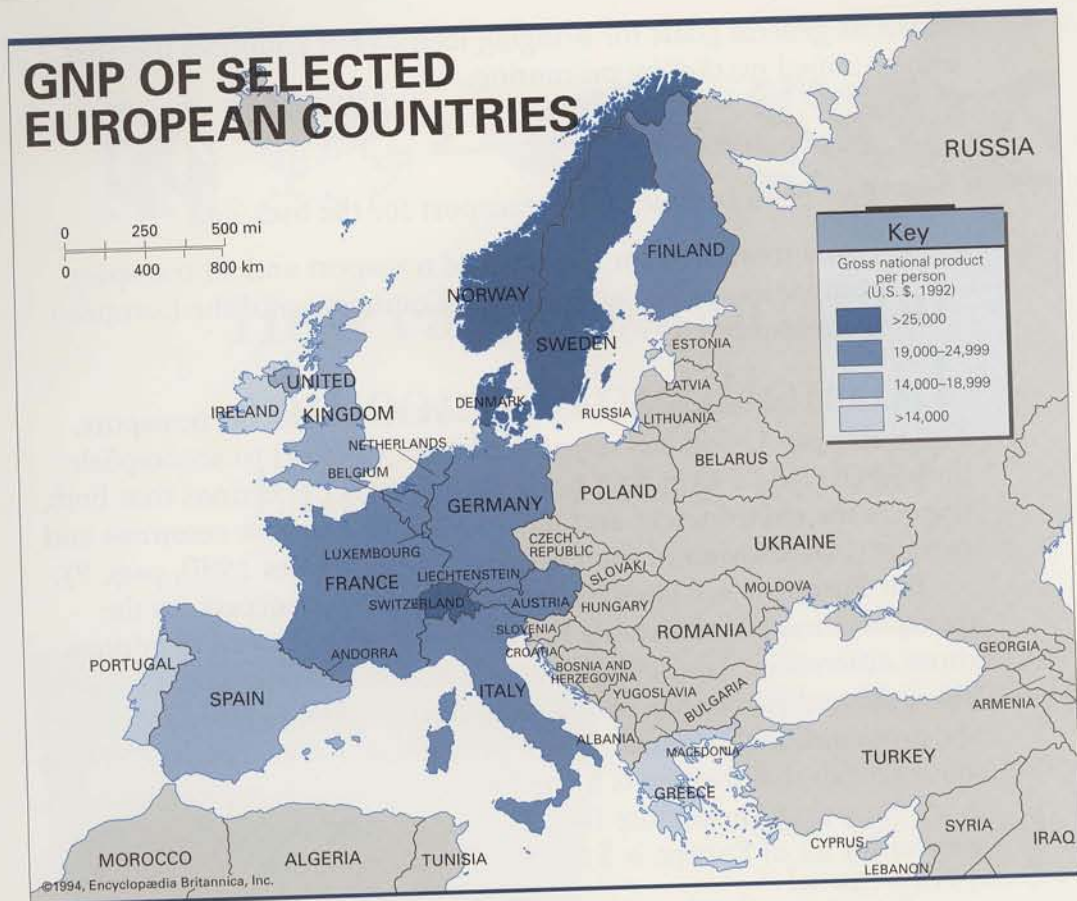 GNP OF SELECTED
EUROPEAN COUNTRIES
0 250 500 mi
0 400 800 km
RUSSIA
Key
Gross national product
per person
(U.S. $, 1992)
>25,000
19,000–24,999
14,000–18,999
>14,000
FINLAND
NORWAY
SWEDEN
ESTONIA
LATVIA
LITHUANIA
RUSSIA
DENMARK
UNITED
KINGDOM
IRELAND
NETHERLANDS
BELGIUM
BELARUS
POLAND
GERMANY
CZECH
REPUBLIC
UKRAINE
LUXEMBOURG
FRANCE
LIECHTENSTEIN
SLOVAKI
SWITZERLAND
AUSTRIA
HUNGARY
MOLDOVA
SLOVENIA
CROATIA
ROMANIA
ANDORRA
BOSNIA AND
HERZEGOVINA
YUGOSLAVIA
BULGARIA
GEORGIA
ARMENIA
PORTUGAL
SPAIN
ITALY
ALBANIA
MACEDONIA
GREECE
TURKEY
CYPRUS
SYRIA
LEBANON
IRAQ
MOROCCO
ALGERIA
TUNISIA
©1994, Encyclopædia Britannica, Inc.